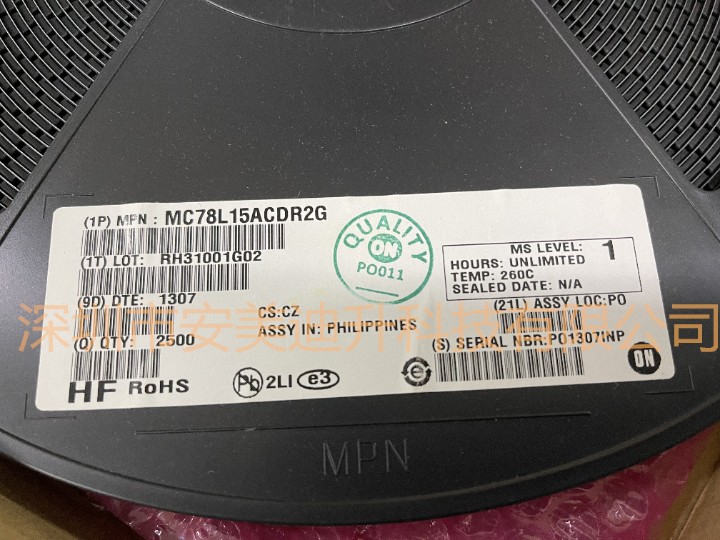 (1P) MPN : MC78L15ACDR2G
(1T) LOT: RH31001G02
(9D) DTE: 1307
(Q) QTY: 2500
HF RoHS
CS:CZ
ASSY IN: PHILIPPINES
Pb 2LI e3
QUALITY
ON
PO011
MS LEVEL: 1
HOURS: UNLIMITED
TEMP: 260C
SEALED DATE: N/A
(21L) ASSY LOC:PO
(S) SERIAL NBR:P01307INP
ON
深圳市安美迪升科技有限公司
MPN